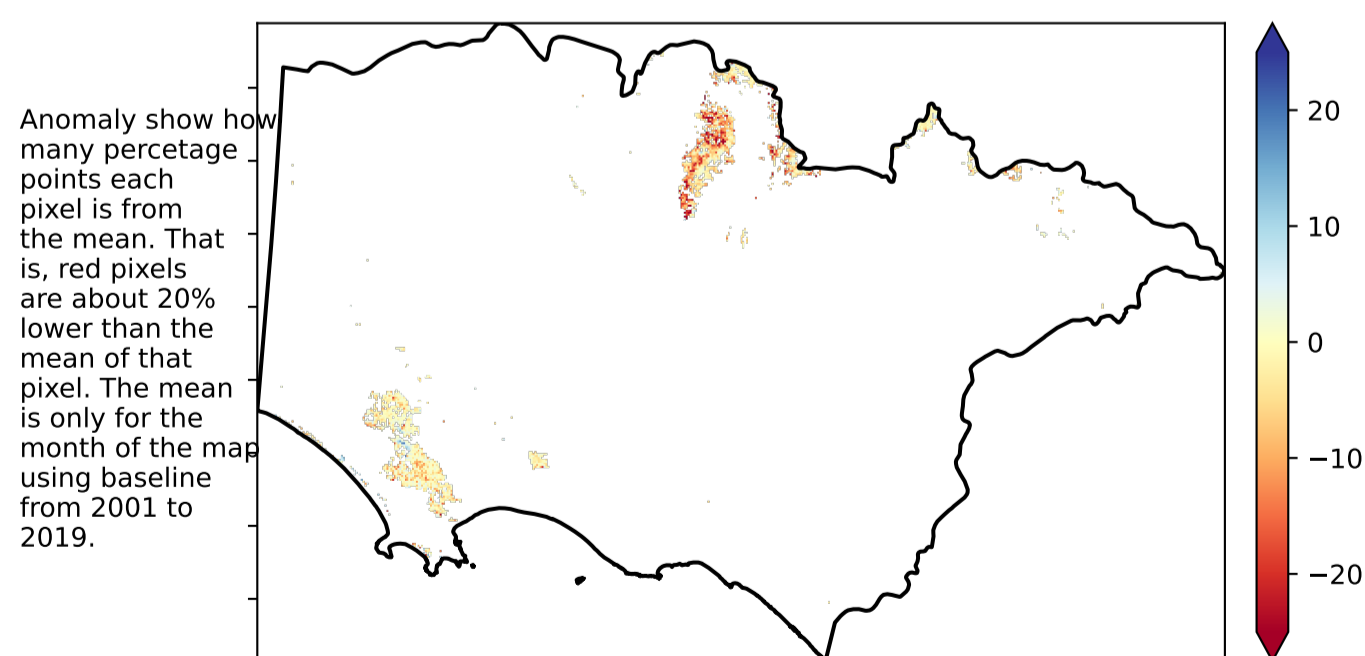 Anomaly show how
many percetage
points each
pixel is from
the mean. That
is, red pixels
are about 20%
lower than the
mean of that
pixel. The mean
is only for the
month of the map
using baseline
from 2001 to
2019.
20
10
0
−10
−20